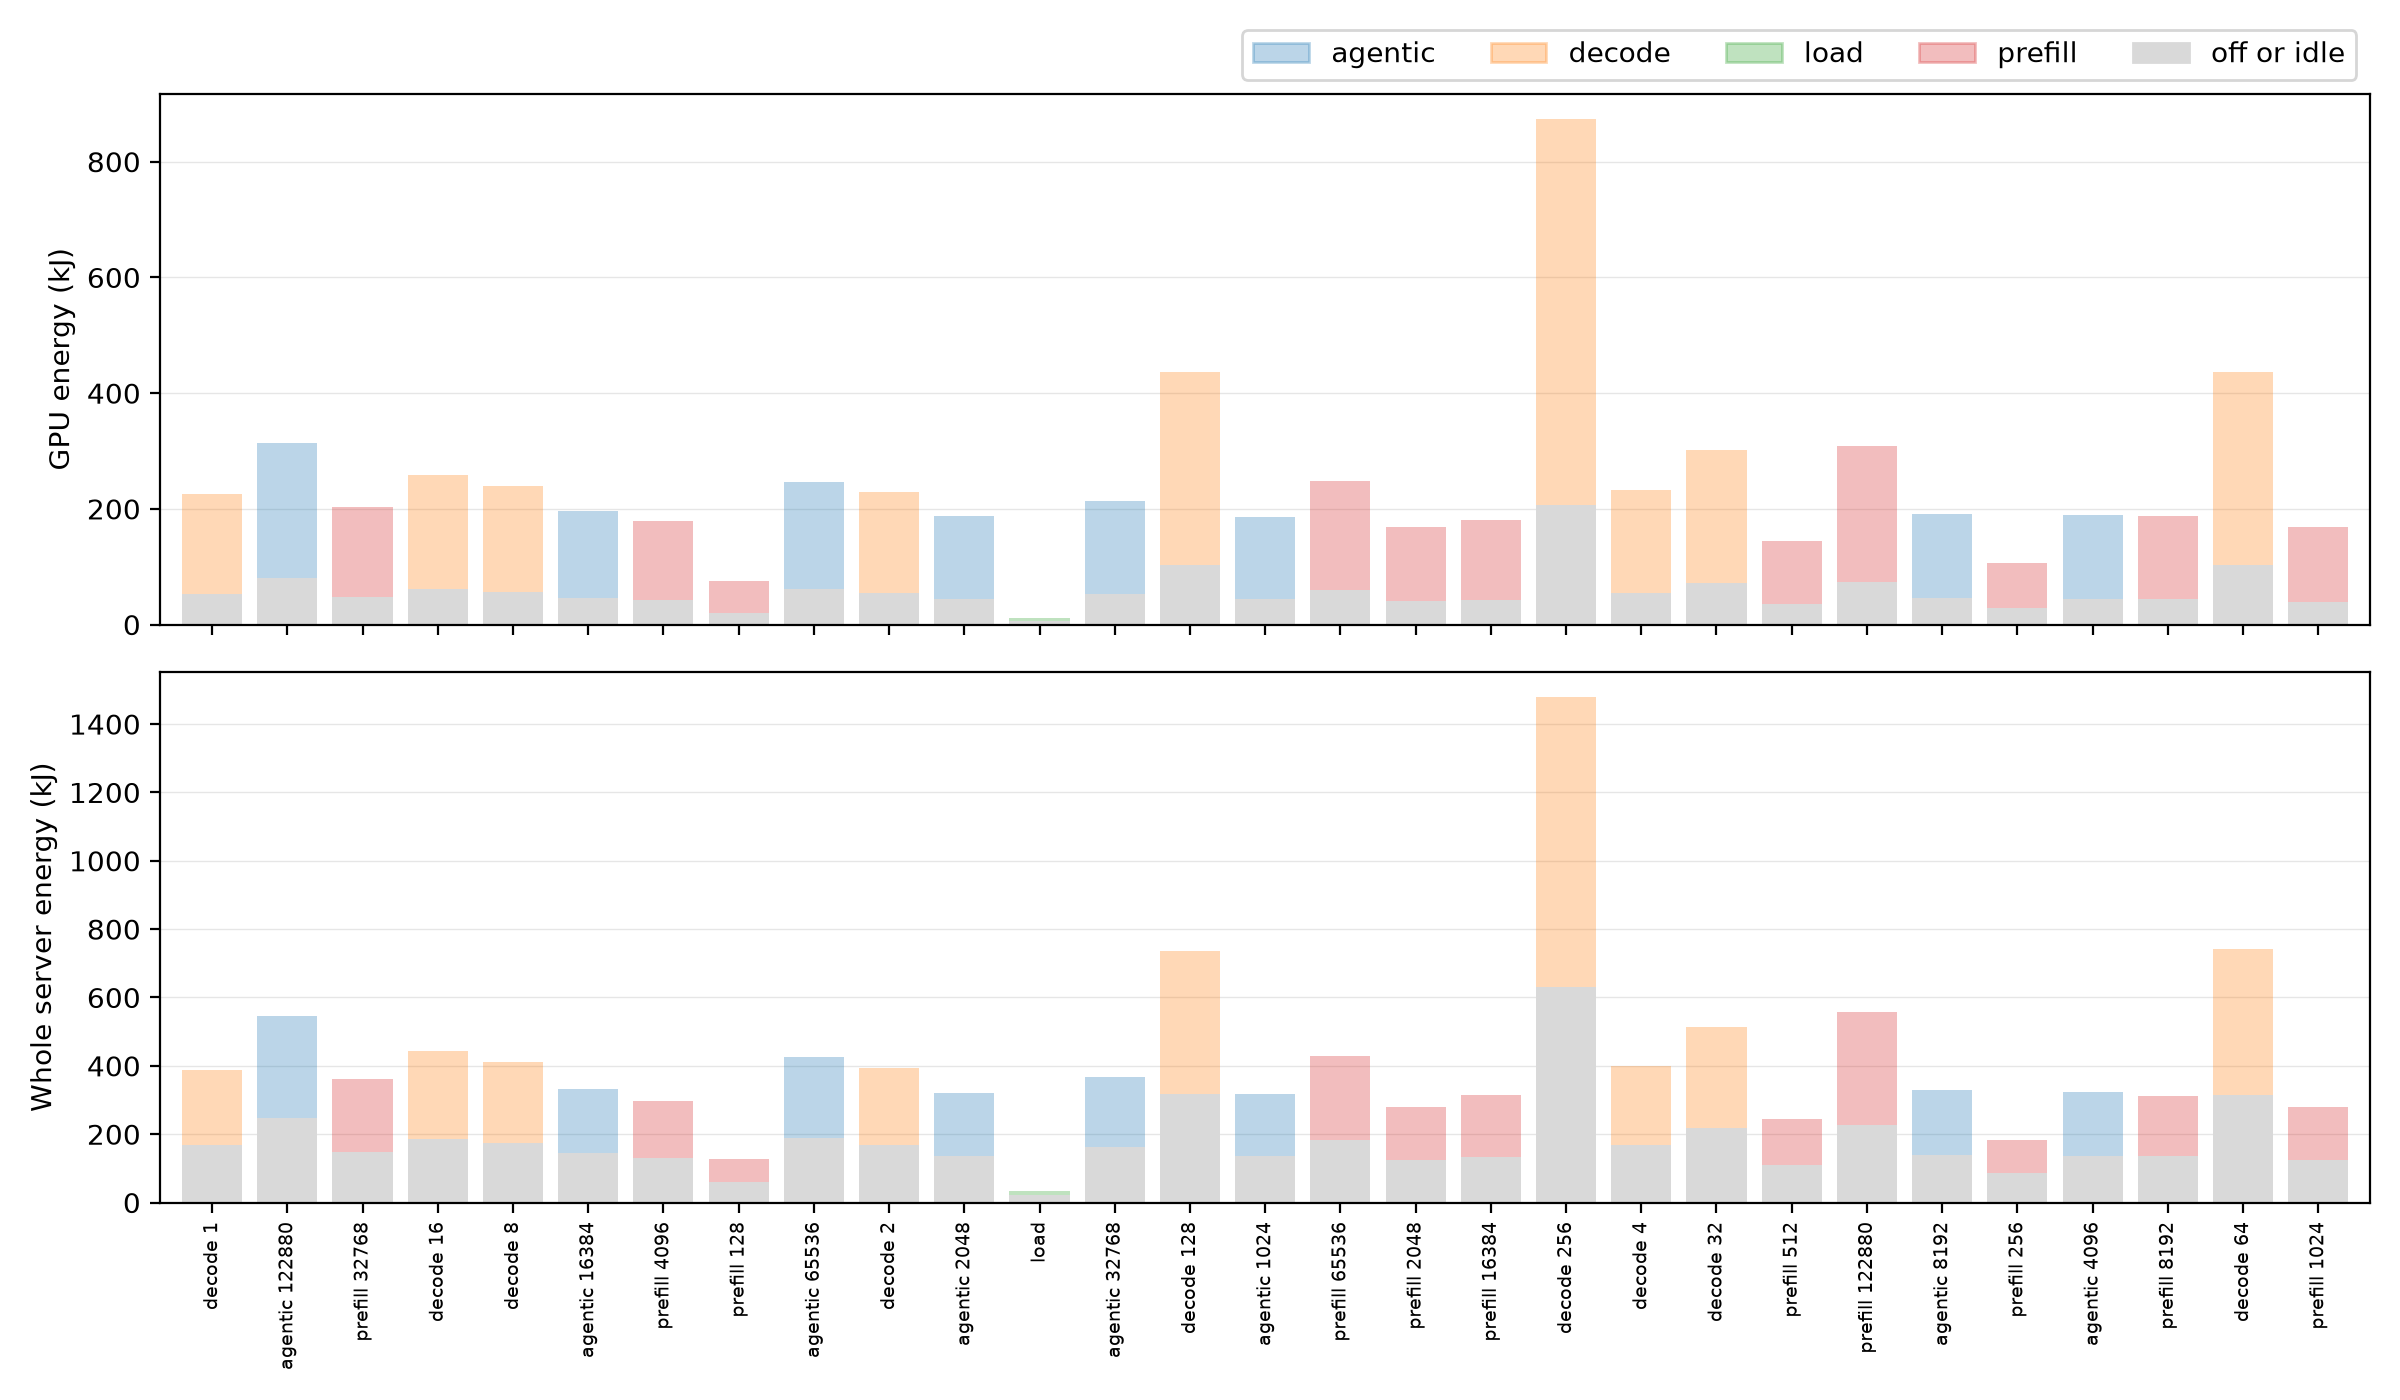 agentic decode load prefill off or idle
GPU energy (kJ)
800
600
400
200
0
Whole server energy (kJ)
1400
1200
1000
800
600
400
200
0
decode 1
agentic 122880
prefill 32768
decode 16
decode 8
agentic 16384
prefill 4096
prefill 128
agentic 65536
decode 2
agentic 2048
load
agentic 32768
decode 128
agentic 1024
prefill 65536
prefill 2048
prefill 16384
decode 256
decode 4
decode 32
prefill 512
prefill 122880
agentic 8192
prefill 256
agentic 4096
prefill 8192
decode 64
prefill 1024